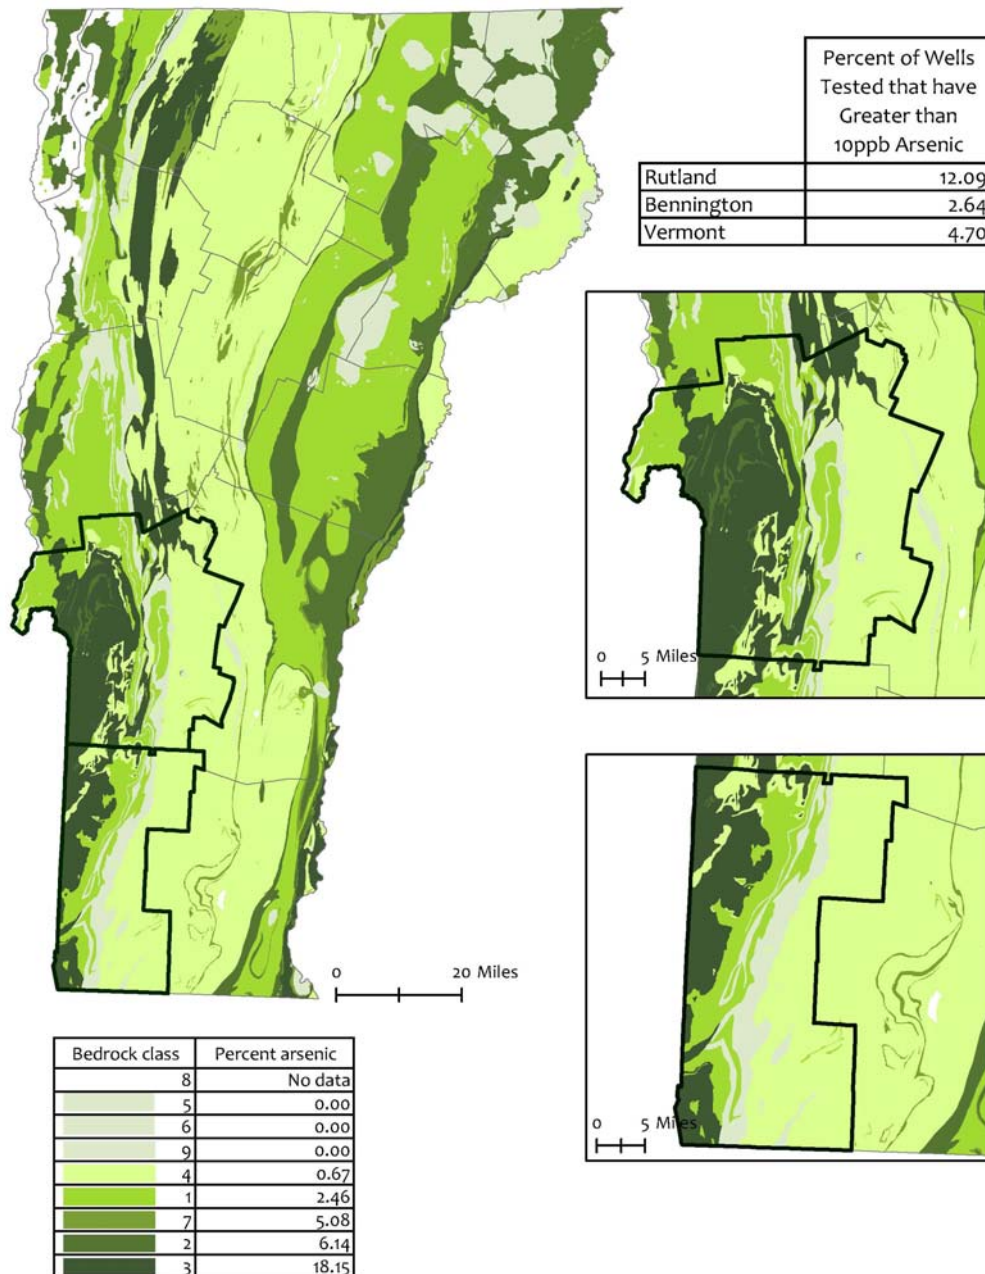 Percent of Wells
Tested that have
Greater than
10ppb Arsenic
Rutland 12.09
Bennington 2.64
Vermont 4.70
0 5 Miles
0 20 Miles
0 5 Miles
Bedrock class Percent arsenic
8 No data
5 0.00
6 0.00
9 0.00
4 0.67
1 2.46
7 5.08
2 6.14
3 18.15